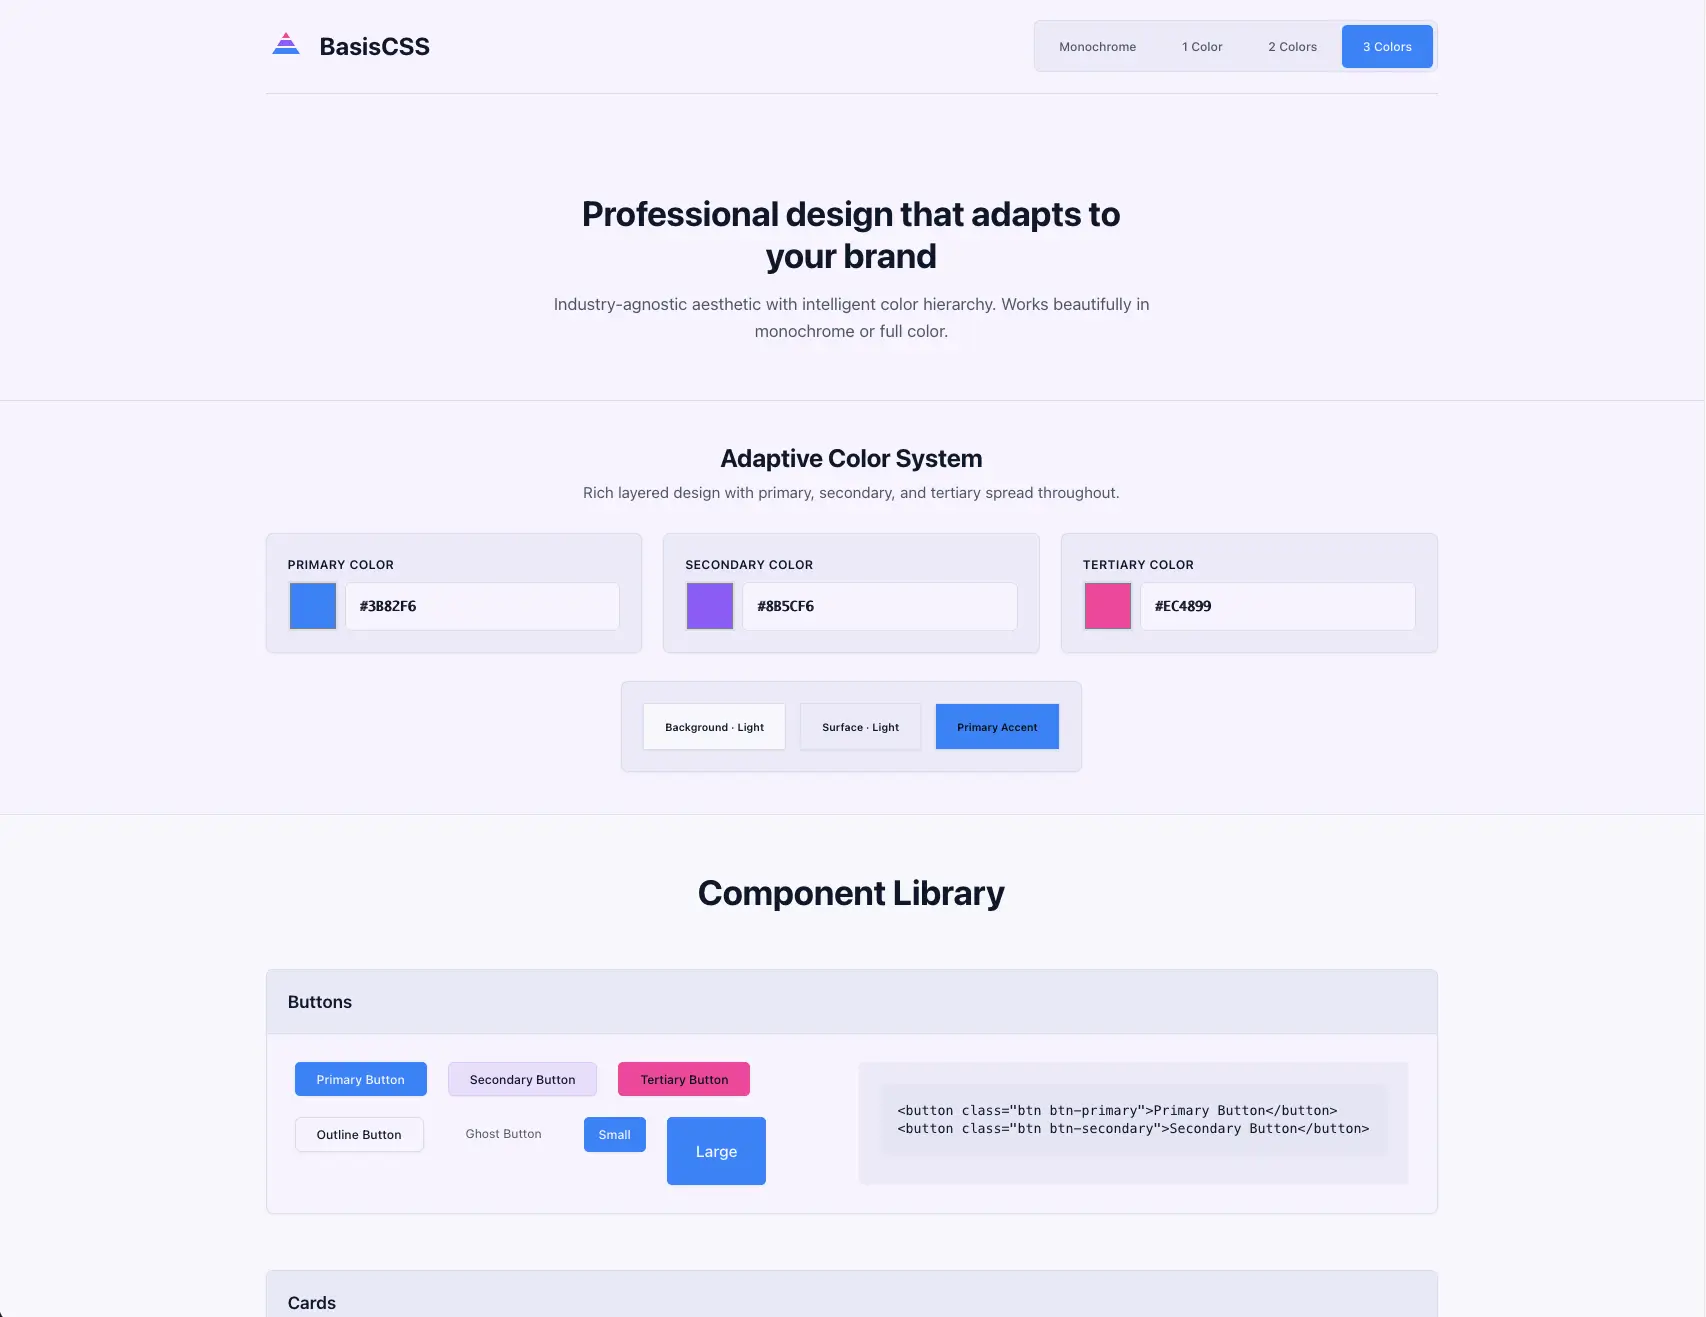 BasisCSS
Monochrome
1 Color
2 Colors
3 Colors
Professional design that adapts to
your brand
Industry-agnostic aesthetic with intelligent color hierarchy. Works beautifully in
monochrome or full color.
Adaptive Color System
Rich layered design with primary, secondary, and tertiary spread throughout.
PRIMARY COLOR
#3B82F6
SECONDARY COLOR
#8B5CF6
TERTIARY COLOR
#EC4899
Background · Light
Surface · Light
Primary Accent
Component Library
Buttons
Primary Button
Secondary Button
Tertiary Button
Outline Button
Ghost Button
Small
Large
<button class="btn btn-primary">Primary Button</button>
<button class="btn btn-secondary">Secondary Button</button>
Cards